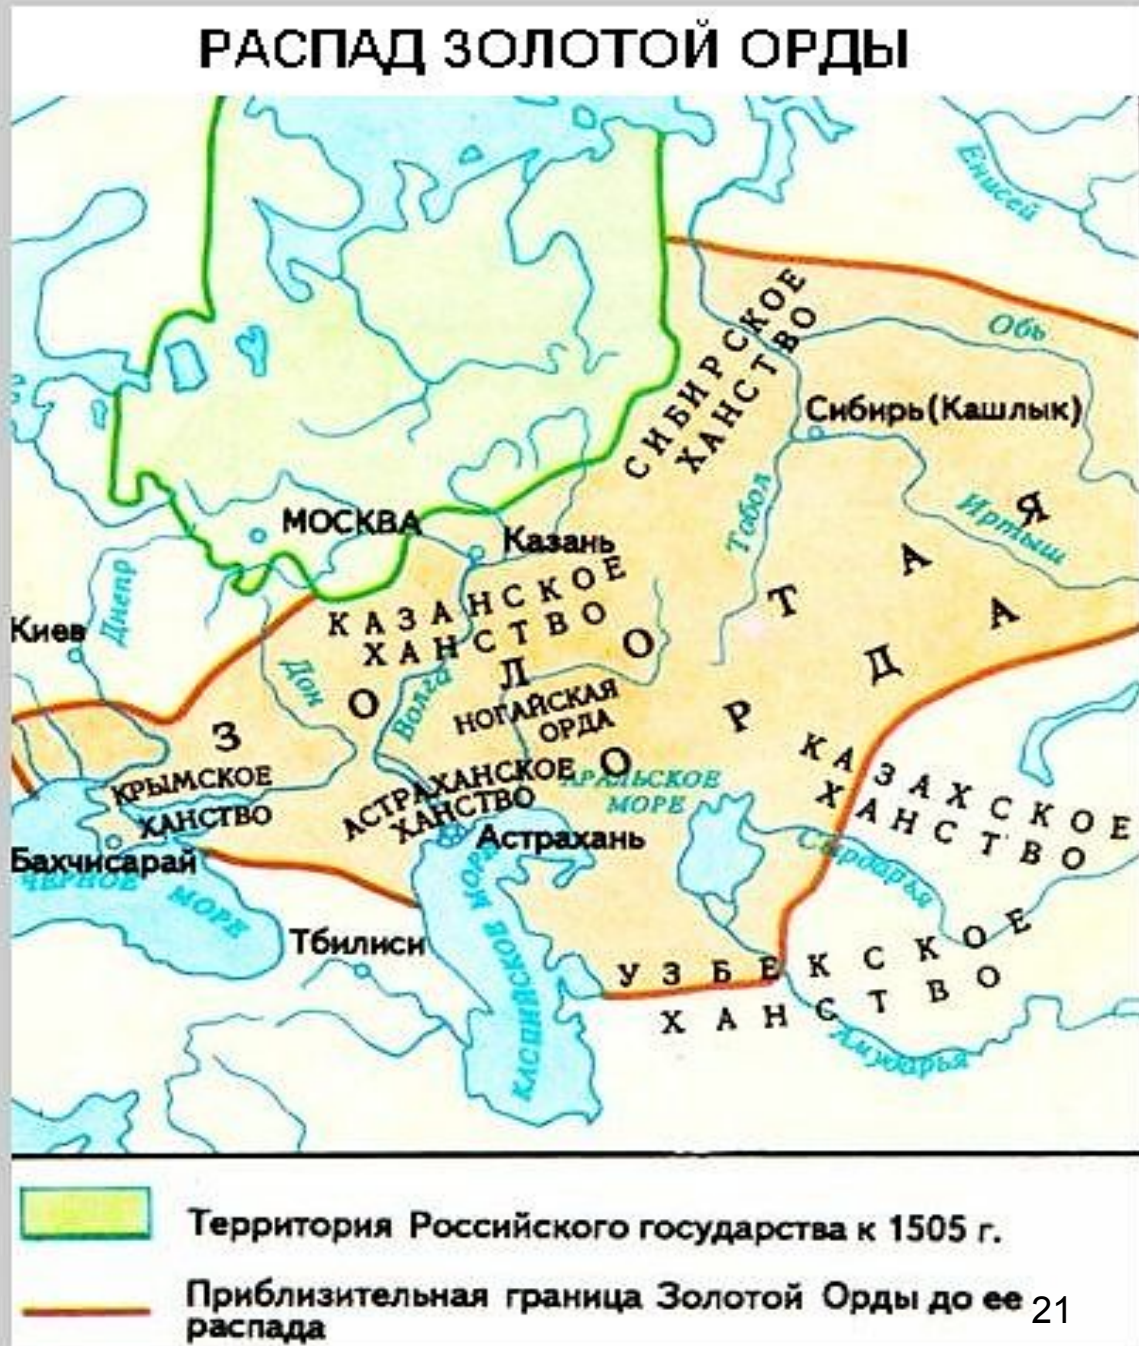 РАСПАД ЗОЛОТОЙ ОРДЫ
Енисей
СИБИРСКОЕ
ХАНСТВО
Обь
Сибирь(Кашлык)
Тобол
Иртыш
МОСКВА
Казань
Днепр
Киев
КАЗАНСКОЕ
ХАНСТВО
Дон
Волга
ЗОЛОТАЯ
ОРДА
НОГАЙСКАЯ
ОРДА
КРЫМСКОЕ
ХАНСТВО
АСТРАХАНСКОЕ
ХАНСТВО
АРАЛЬСКОЕ
МОРЕ
КАЗАХСКОЕ
ХАНСТВО
Астрахань
Бахчисарай
ЧЕРНОЕ
МОРЕ
Сырдарья
Тбилиси
КАСПИЙСКОЕ МОРЕ
УЗБЕКСКОЕ
ХАНСТВО
Амударья
Территория Российского государства к 1505 г.
Приблизительная граница Золотой Орды до ее
распада
21